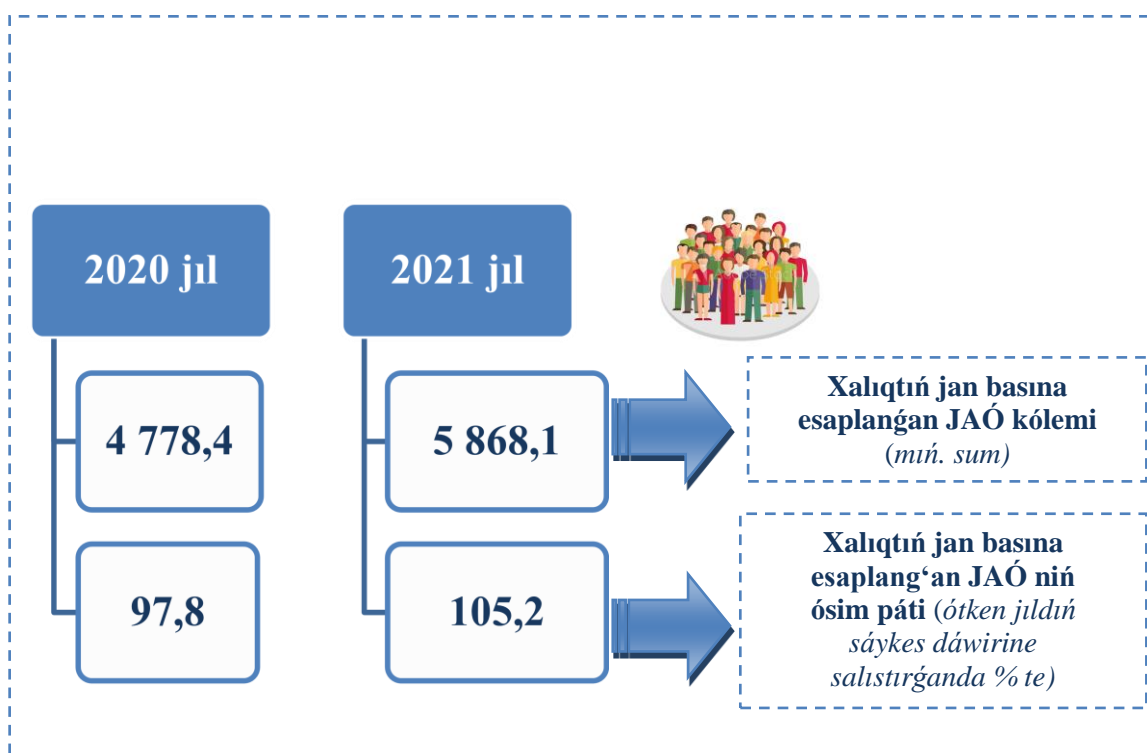 2020 jıl
2021 jıl
4 778,4
5 868,1
Xalıqtıń jan basına
esaplanǵan JAÓ kólemi
(mıń. sum)
97,8
105,2
Xalıqtıń jan basına
esaplang‘an JAÓ niń
ósim páti (ótken jıldıń
sáykes dáwirine
salıstırǵanda % te)